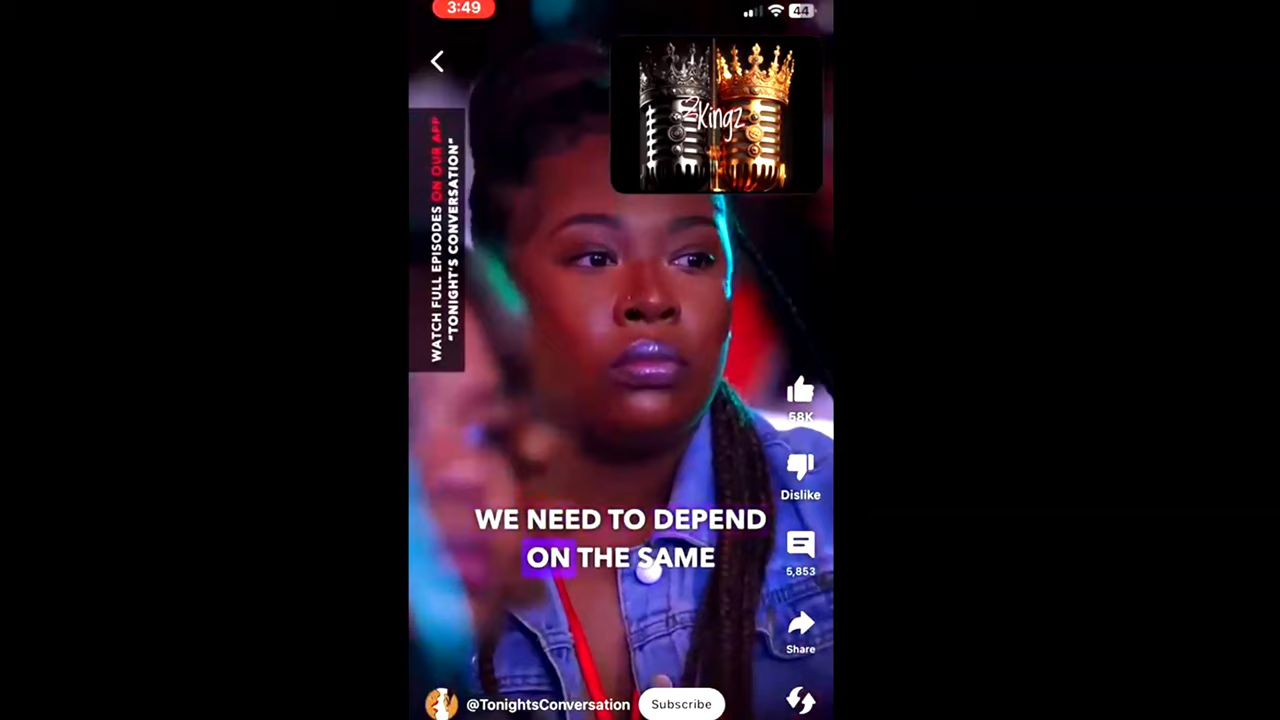 3:49
44
2Kingz
WATCH FULL EPISODES ON OUR APP
"TONIGHT'S CONVERSATION"
58K
Dislike
WE NEED TO DEPEND
ON THE SAME
5,853
Share
@TonightsConversation
Subscribe